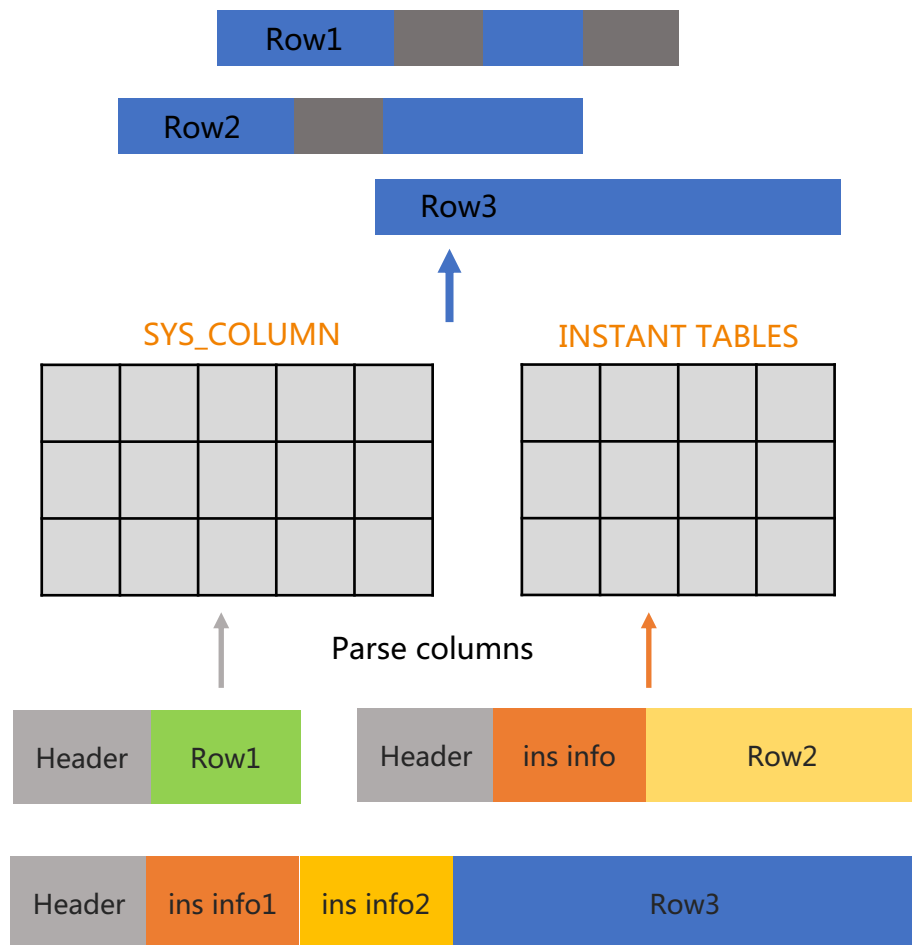 Row1
Row2
Row3
SYS_COLUMN
INSTANT TABLES
Parse columns
Header
Row1
Header
ins info
Row2
Header
ins info1
ins info2
Row3